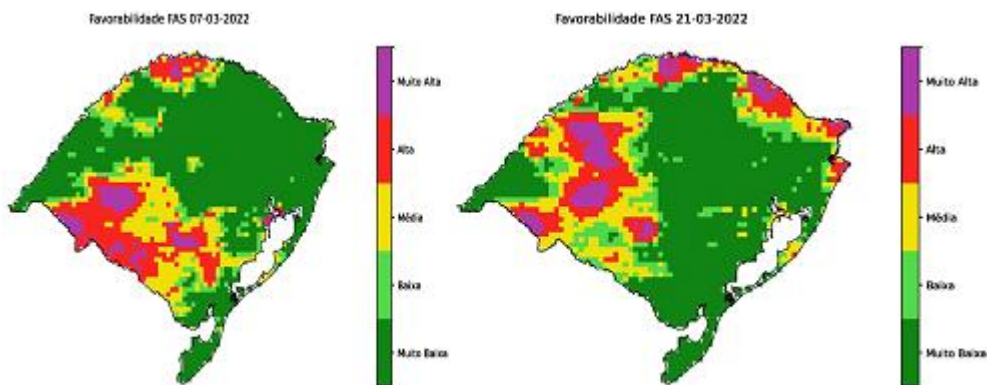 Favorabilidade FAS 07-03-2022
Muito Alta
Alta
Média
Baixa
Muito Baixa
Favorabilidade FAS 21-03-2022
Muito Alta
Alta
Média
Baixa
Muito Baixa